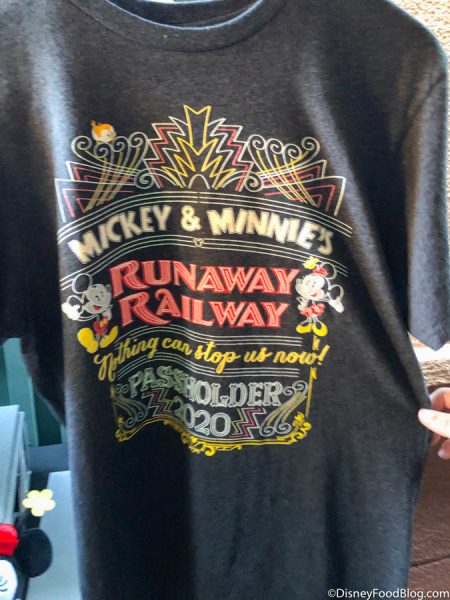 MICKEY & MINNIE'S
RUNAWAY
RAILWAY
Nothing can stop us now!
PASSHOLDER
2020
©DisneyFoodBlog.com